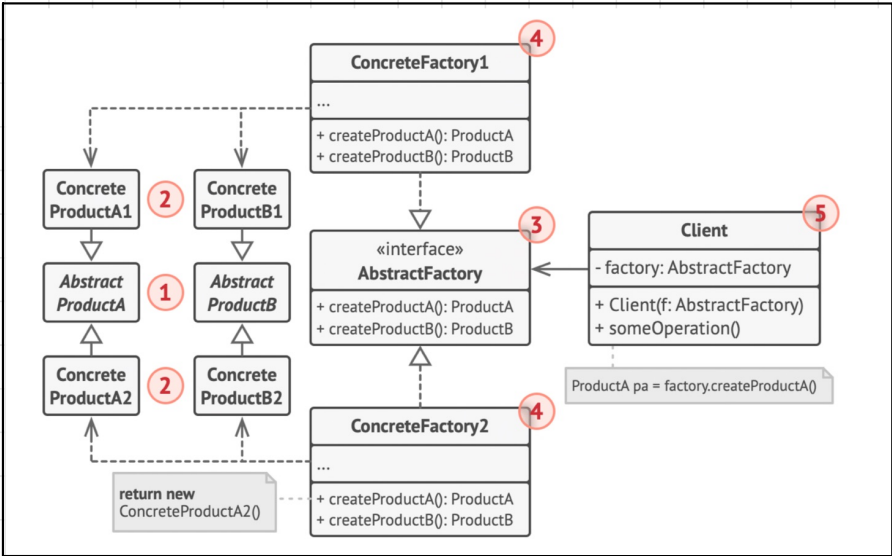 4
ConcreteFactory1
...
+ createProductA(): ProductA
+ createProductB(): ProductB
Concrete
ProductA1
2
Concrete
ProductB1
Abstract
ProductA
1
Abstract
ProductB
Concrete
ProductA2
2
Concrete
ProductB2
3
«interface»
AbstractFactory
+ createProductA(): ProductA
+ createProductB(): ProductB
5
Client
- factory: AbstractFactory
+ Client(f: AbstractFactory)
+ someOperation()
ProductA pa = factory.createProductA()
4
ConcreteFactory2
...
+ createProductA(): ProductA
+ createProductB(): ProductB
return new
ConcreteProductA2()